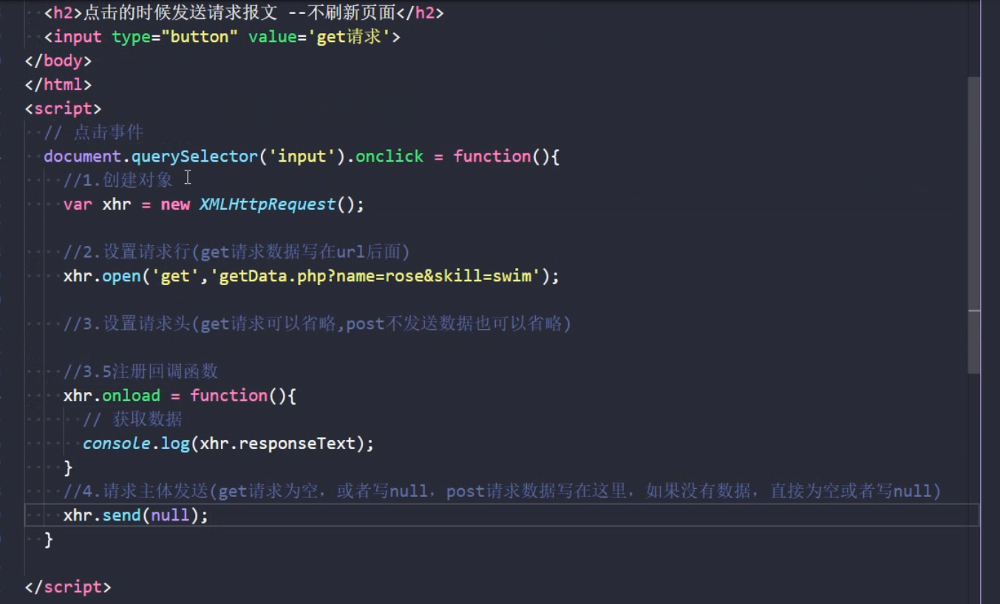 <h2>点击的时候发送请求报文 --不刷新页面</h2>
<input type="button" value='get请求'>
</body>
</html>
<script>
// 点击事件
document.querySelector('input').onclick = function(){
//1.创建对象
var xhr = new XMLHttpRequest();
//2.设置请求行(get请求数据写在url后面)
xhr.open('get','getData.php?name=rose&skill=swim');
//3.设置请求头(get请求可以省略,post不发送数据也可以省略)
//3.5注册回调函数
xhr.onload = function(){
// 获取数据
console.log(xhr.responseText);
}
//4.请求主体发送(get请求为空，或者写null，post请求数据写在这里，如果没有数据，直接为空或者写null)
xhr.send(null);
}
</script>